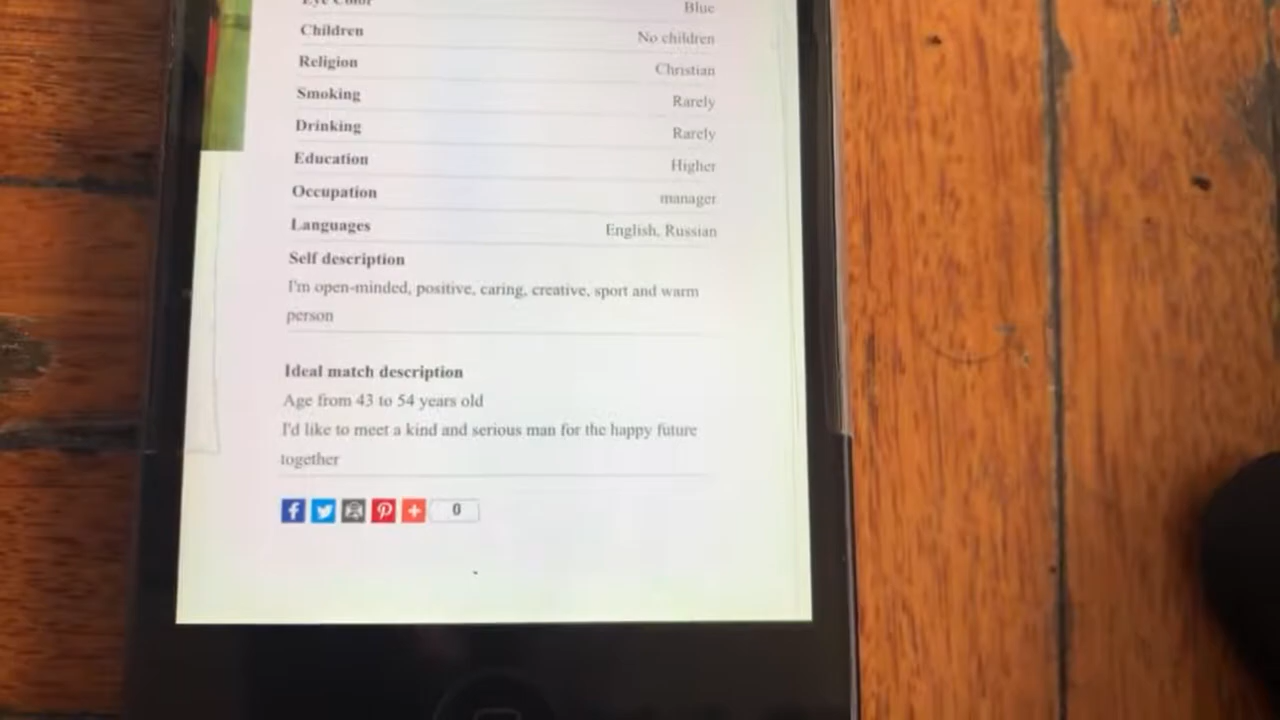 Eye Color Blue
Children No children
Religion Christian
Smoking Rarely
Drinking Rarely
Education Higher
Occupation manager
Languages English, Russian
Self description
I'm open-minded, positive, caring, creative, sport and warm
person
Ideal match description
Age from 43 to 54 years old
I'd like to meet a kind and serious man for the happy future
together
0